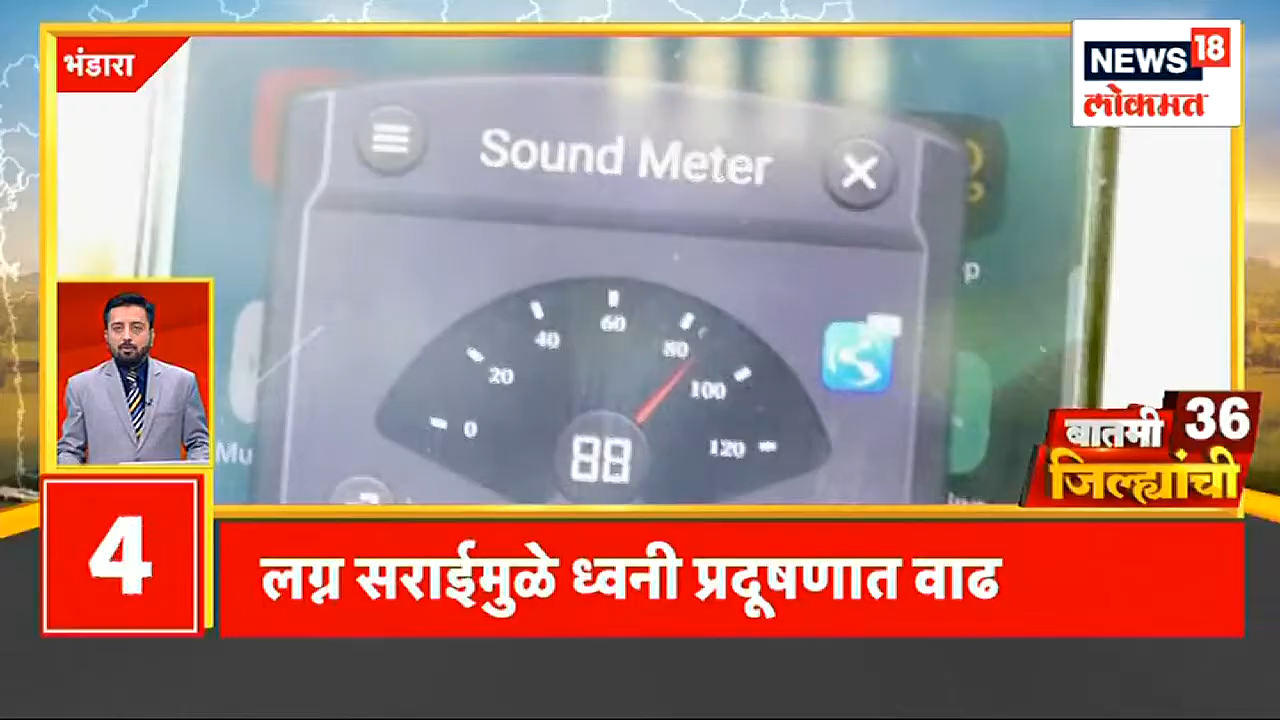 भंडारा
NEWS 18
लोकमत
Sound Meter
0
20
40
60
80
100
120
88
Mu
p
बातमी 36
जिल्ह्यांची
4
लग्न सराईमुळे ध्वनी प्रदूषणात वाढ